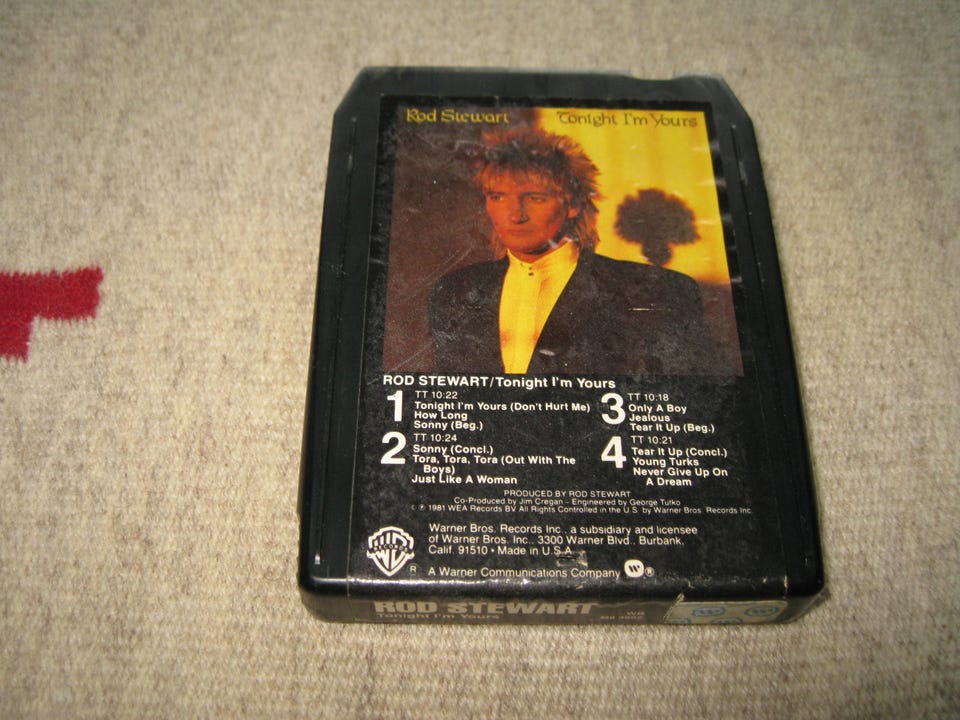 Rod Stewart Tonight I'm Yours
ROD STEWART/Tonight I'm Yours
1 TT 10:22
Tonight I'm Yours (Don't Hurt Me)
How Long
Sonny (Beg.)
2 TT 10:24
Sonny (Concl.)
Tora, Tora, Tora (Out With The
Boys)
Just Like A Woman
3 TT 10:18
Only A Boy
Jealous
Tear It Up (Beg.)
4 TT 10:21
Tear It Up (Concl.)
Young Turks
Never Give Up On
A Dream
PRODUCED BY ROD STEWART
Co-Produced by Jim Cregan - Engineered by George Tutko
© ℗ 1981 WEA Records BV All Rights Controlled in the U.S. by Warner Bros. Records Inc.
Warner Bros. Records Inc., a subsidiary and licensee
of Warner Bros. Inc., 3300 Warner Blvd., Burbank,
Calif. 91510 • Made in U.S.A.
RECORDS
®
A Warner Communications Company ®
ROD STEWART
Tonight I'm Yours
WB